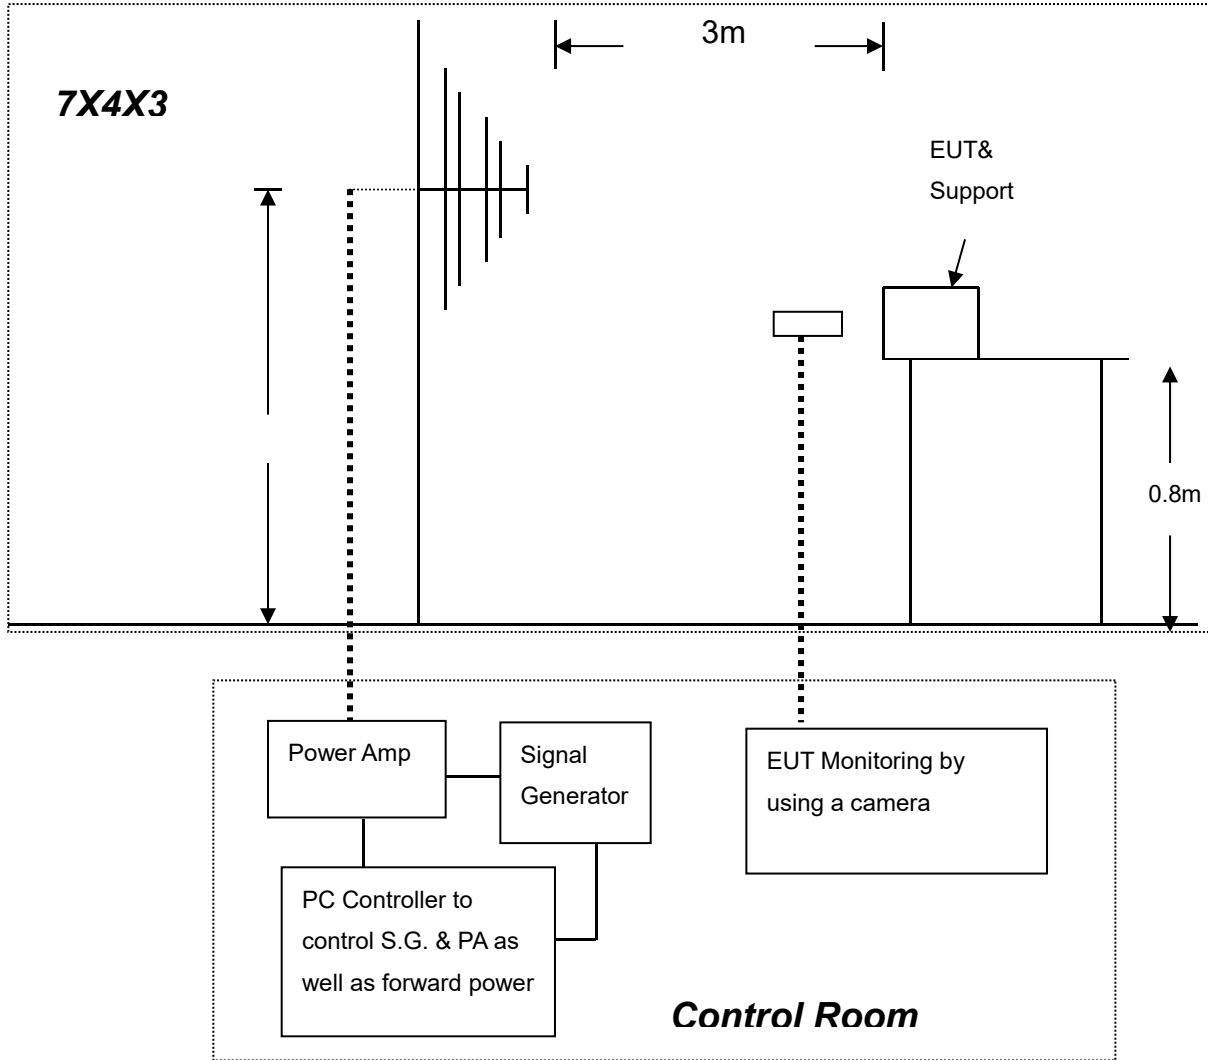 3m
7X4X3
EUT&
Support
0.8m
Power Amp
Signal
Generator
EUT Monitoring by
using a camera
PC Controller to
control S.G. & PA as
well as forward power
Control Room